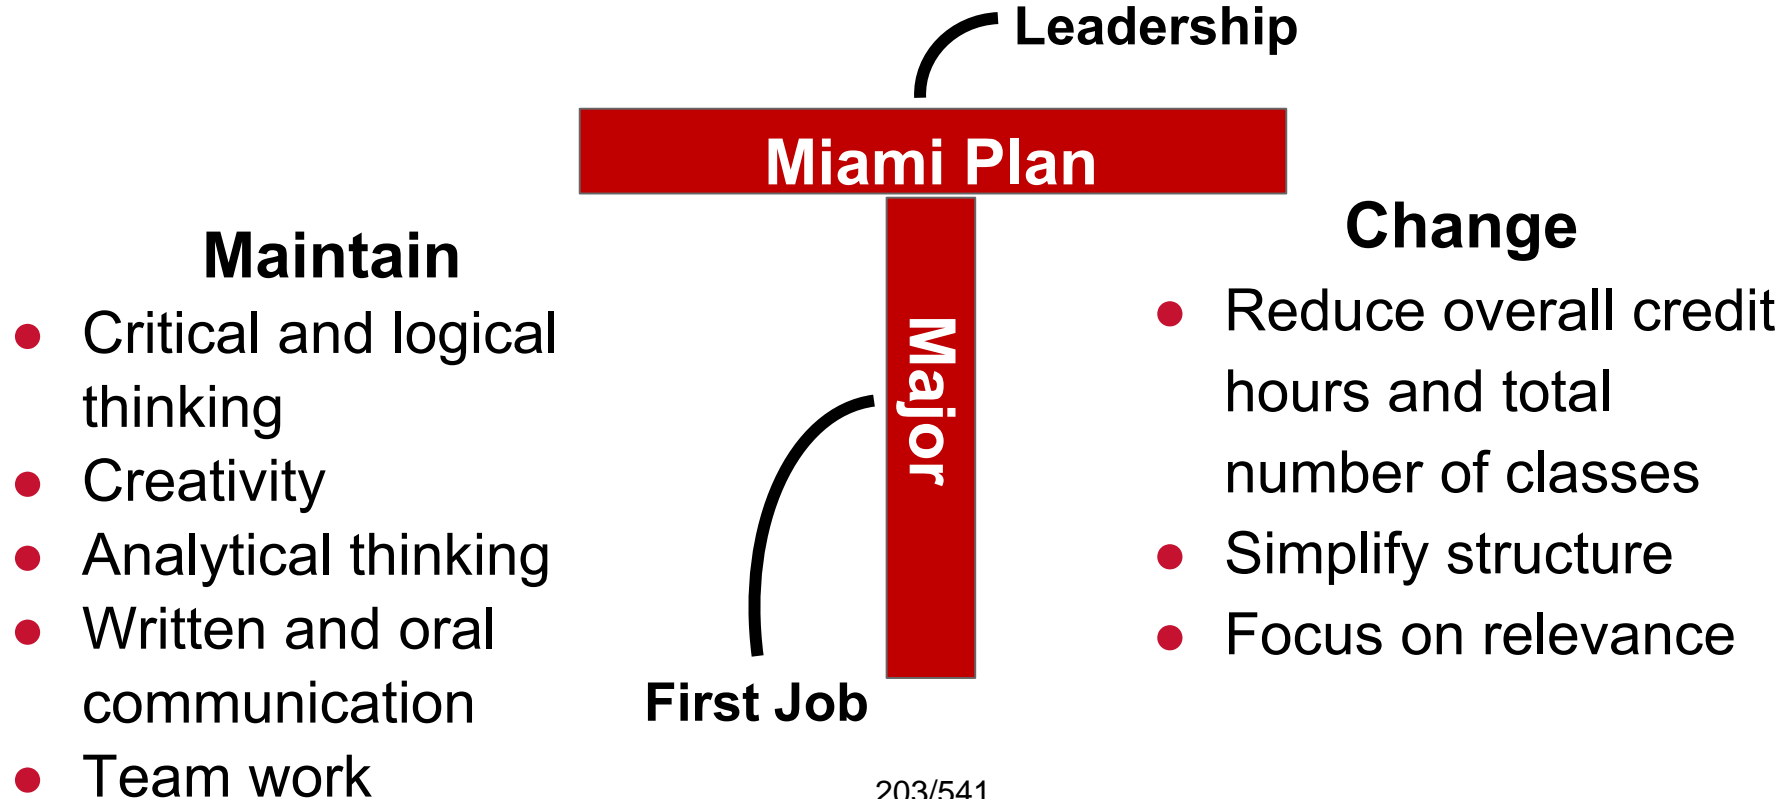 Leadership
Miami Plan
Maintain
Critical and logical
thinking
Creativity
Analytical thinking
Written and oral
communication
Team work
Major
First Job
Change
Reduce overall credit
hours and total
number of classes
Simplify structure
Focus on relevance
203/541